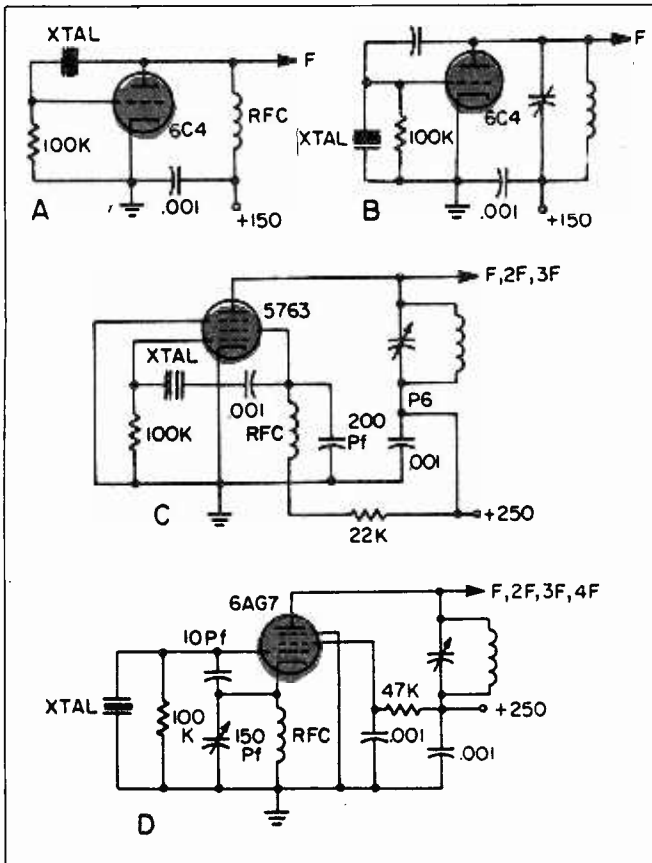 XTAL
F
6C4
100K
RFC
.001
+150
A
F
6C4
XTAL
100K
.001
+150
B
F,2F,3F
5763
XTAL
.001
100K
RFC
200
Pf
P6
.001
22K
+250
C
F,2F,3F,4F
6AG7
10Pf
XTAL
100
K
150
Pf
RFC
47K
+250
.001
.001
D